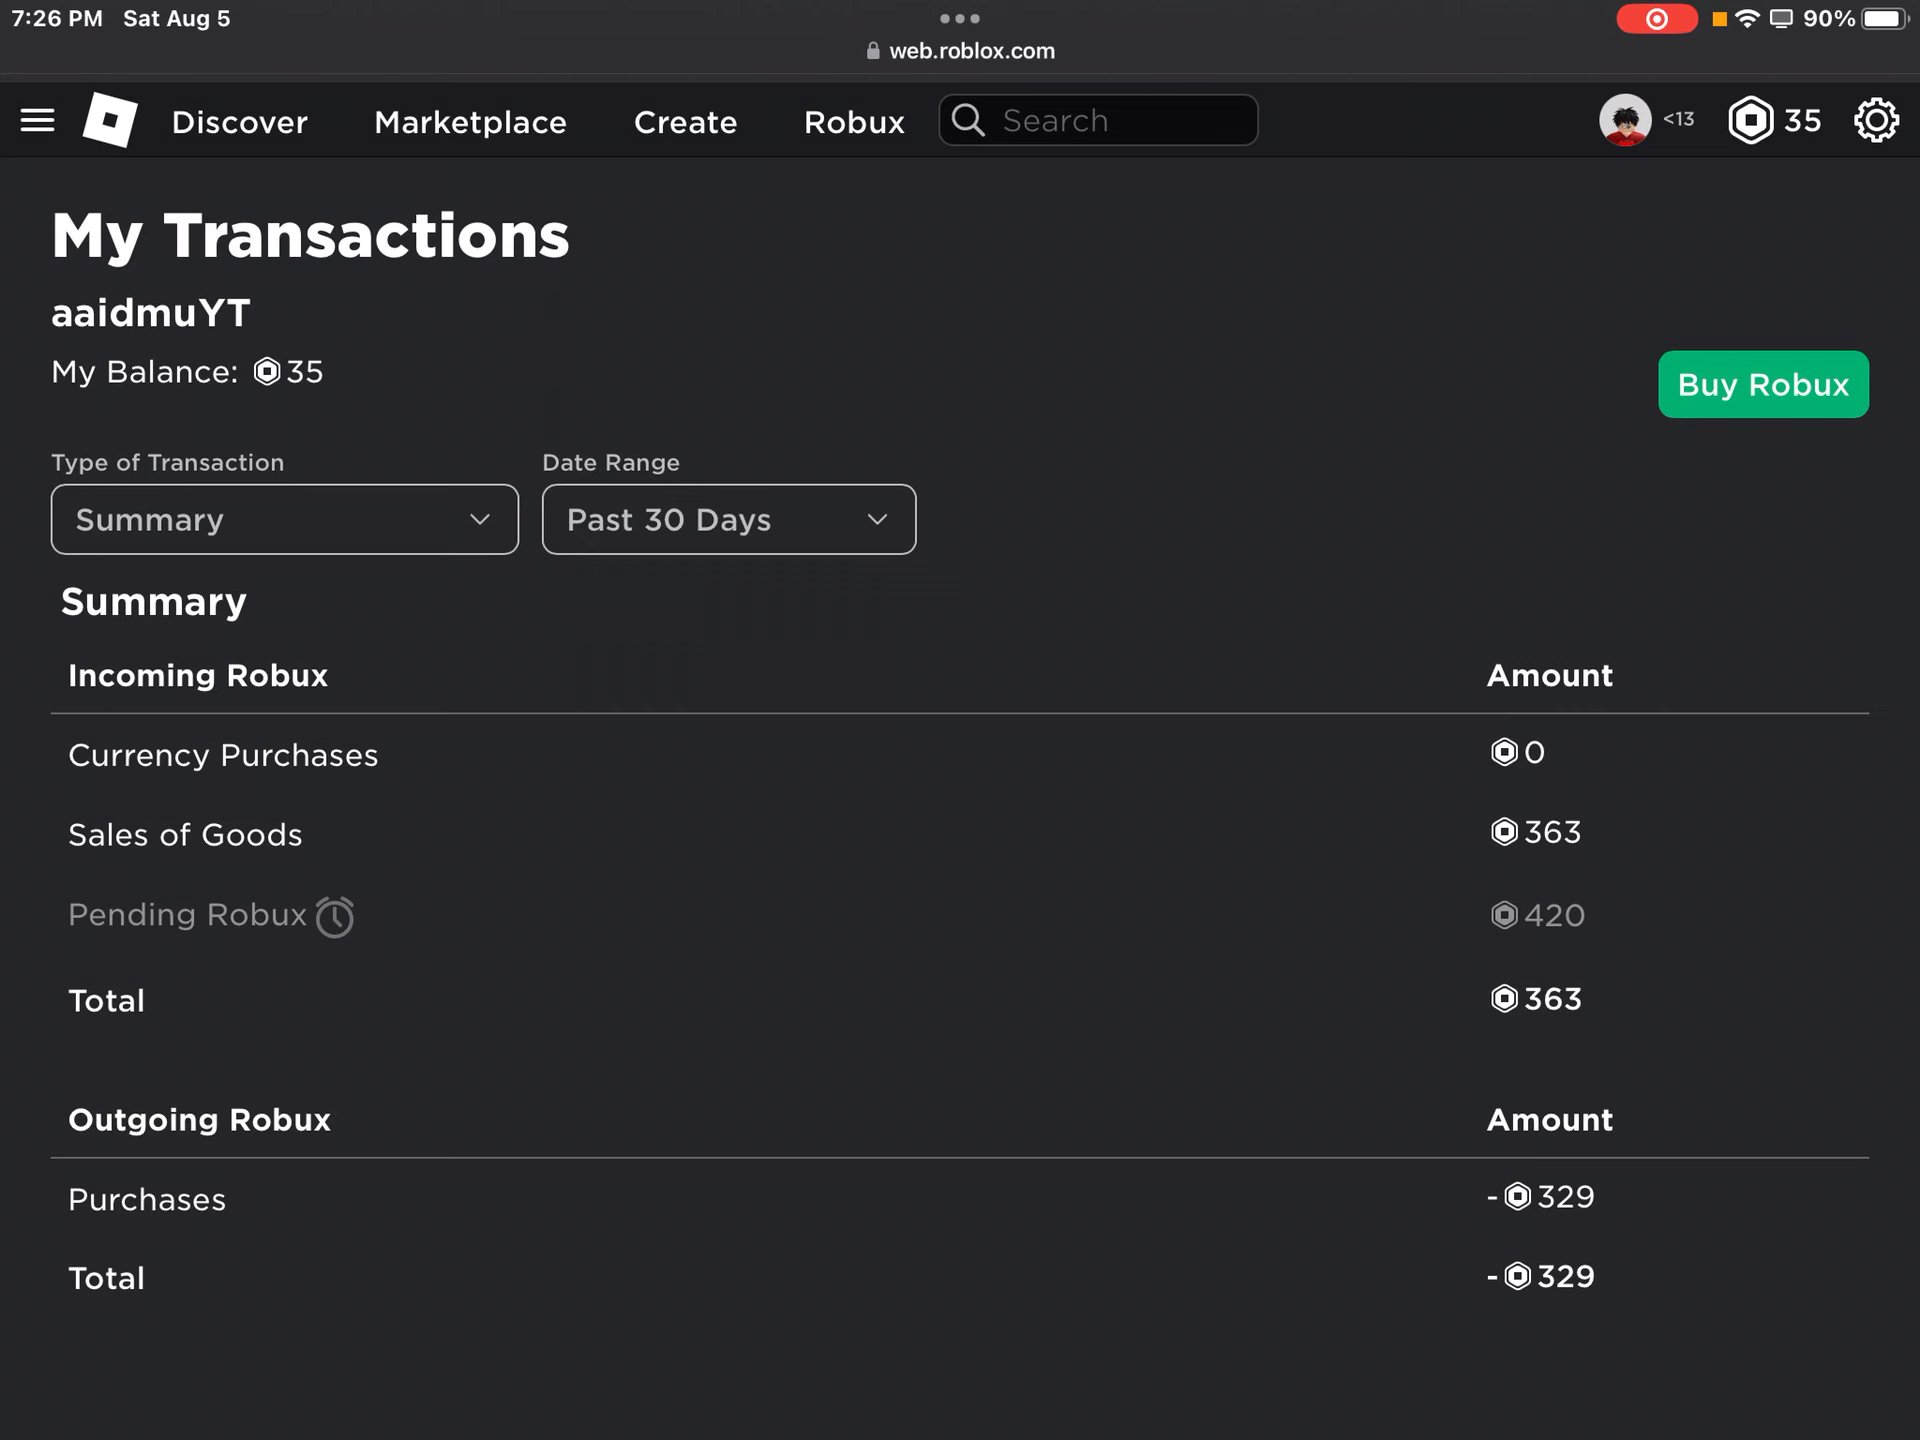 7:26 PM Sat Aug 5
90%
web.roblox.com
Discover Marketplace Create Robux Search <13 35
My Transactions
aaidmuYT
My Balance: 35
Buy Robux
Type of Transaction Date Range
Summary Past 30 Days
Summary
Incoming Robux Amount
Currency Purchases 0
Sales of Goods 363
Pending Robux 420
Total 363
Outgoing Robux Amount
Purchases -329
Total -329